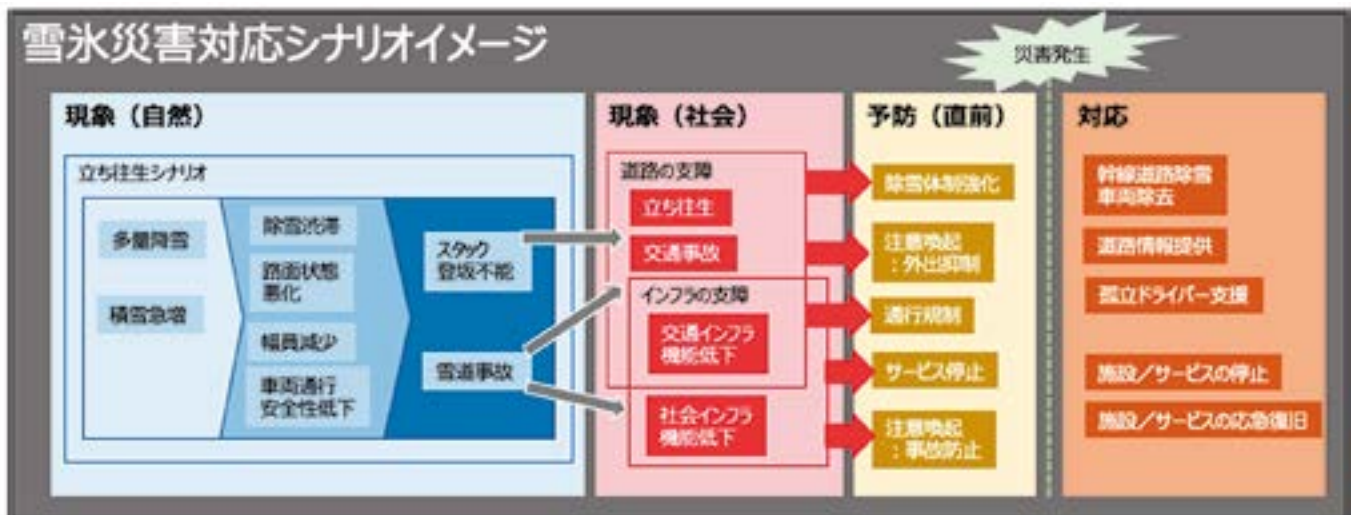 雪氷災害対応シナリオイメージ
災害発生
現象（自然）
立ち往生シナリオ
多量降雪
積雪急増
除雪渋滞
路面状態
悪化
幅員減少
車両通行
安全性低下
スタック
登坂不能
雪道事故
現象（社会）
道路の支障
立ち往生
交通事故
インフラの支障
交通インフラ
機能低下
社会インフラ
機能低下
予防（直前）
除雪体制強化
注意喚起
：外出抑制
通行規制
サービス停止
注意喚起
：事故防止
対応
幹線道路除雪
車両除去
道路情報提供
孤立ドライバー支援
施設／サービスの停止
施設／サービスの応急復旧